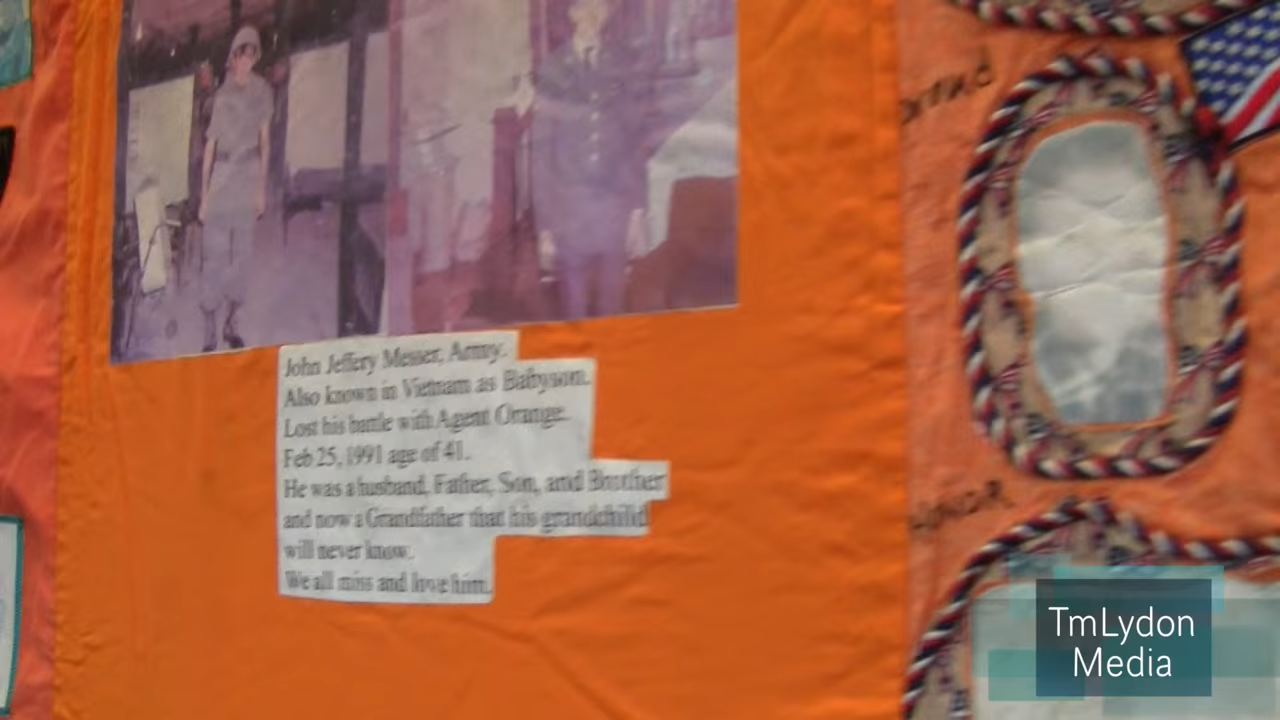 John Jeffery Messer, Army.
Also known in Vietnam as Babyson.
Lost his battle with Agent Orange.
Feb 25, 1991 age of 41.
He was a husband, Father, Son, and Brother
and now a Grandfather that his grandchild
will never know.
We all miss and love him.
HONOR
TmLydon
Media